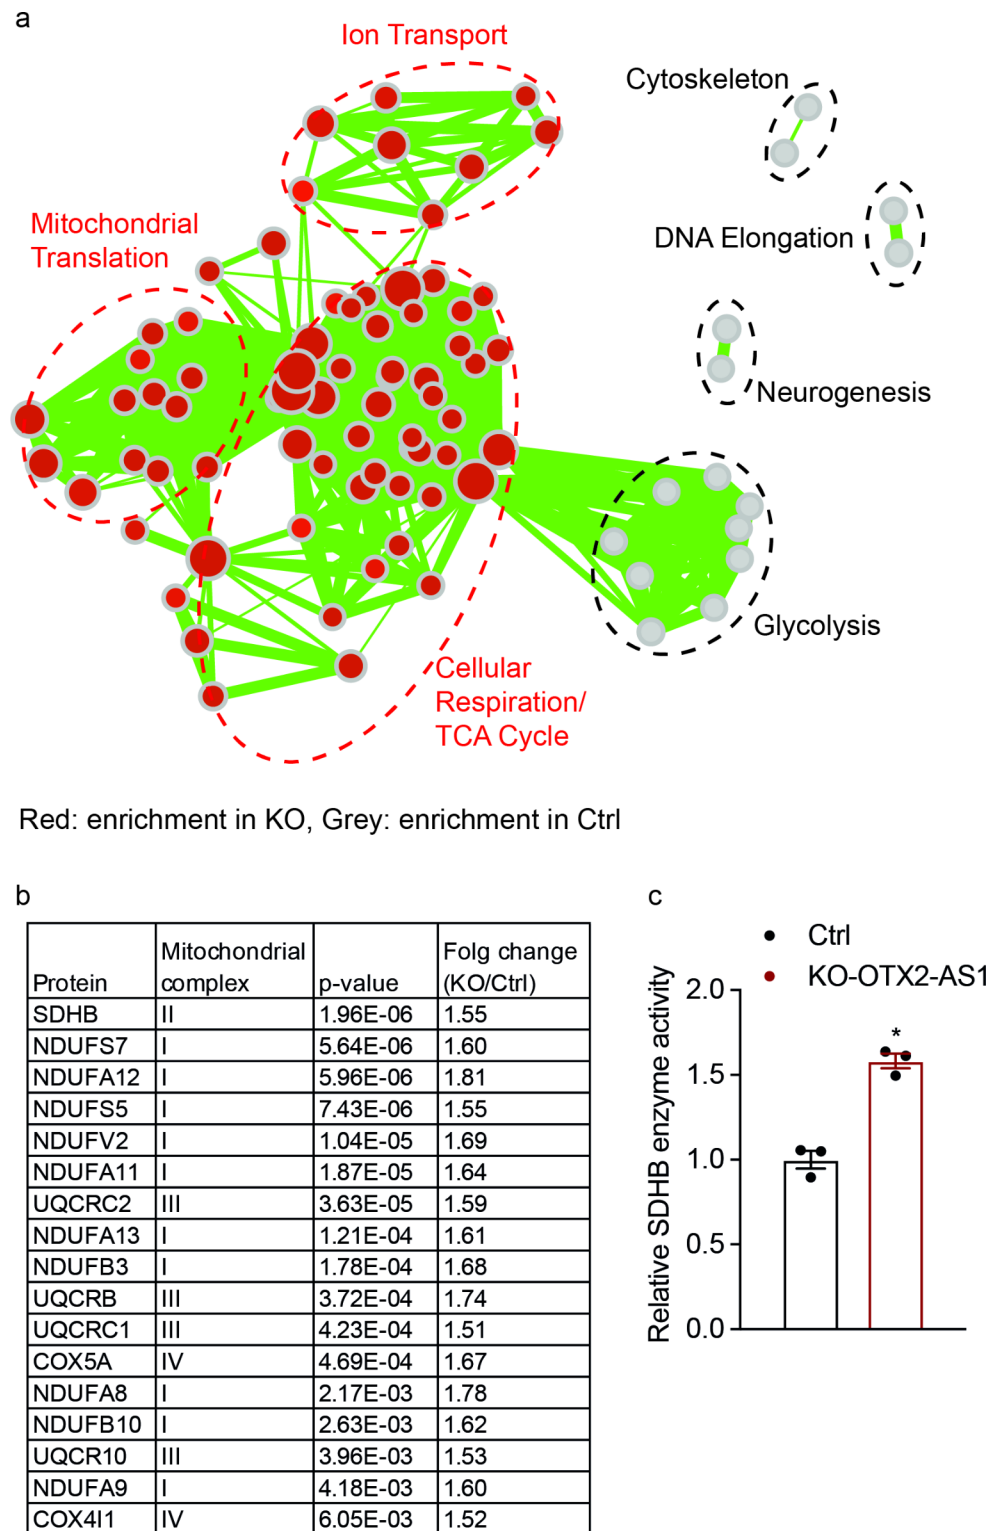 a
Ion Transport
Cytoskeleton
Mitochondrial
Translation
DNA Elongation
Neurogenesis
Glycolysis
Cellular
Respiration/
TCA Cycle
Red: enrichment in KO, Grey: enrichment in Ctrl
b
Protein Mitochondrial complex p-value Folg change (KO/Ctrl)
SDHB II 1.96E-06 1.55
NDUFS7 I 5.64E-06 1.60
NDUFA12 I 5.96E-06 1.81
NDUFS5 I 7.43E-06 1.55
NDUFV2 I 1.04E-05 1.69
NDUFA11 I 1.87E-05 1.64
UQCRC2 III 3.63E-05 1.59
NDUFA13 I 1.21E-04 1.61
NDUFB3 I 1.78E-04 1.68
UQCRB III 3.72E-04 1.74
UQCRC1 III 4.23E-04 1.51
COX5A IV 4.69E-04 1.67
NDUFA8 I 2.17E-03 1.78
NDUFB10 I 2.63E-03 1.62
UQCR10 III 3.96E-03 1.53
NDUFA9 I 4.18E-03 1.60
COX4I1 IV 6.05E-03 1.52
c
Ctrl
KO-OTX2-AS1
Relative SDHB enzyme activity
2.0
1.5
1.0
0.5
0.0
*